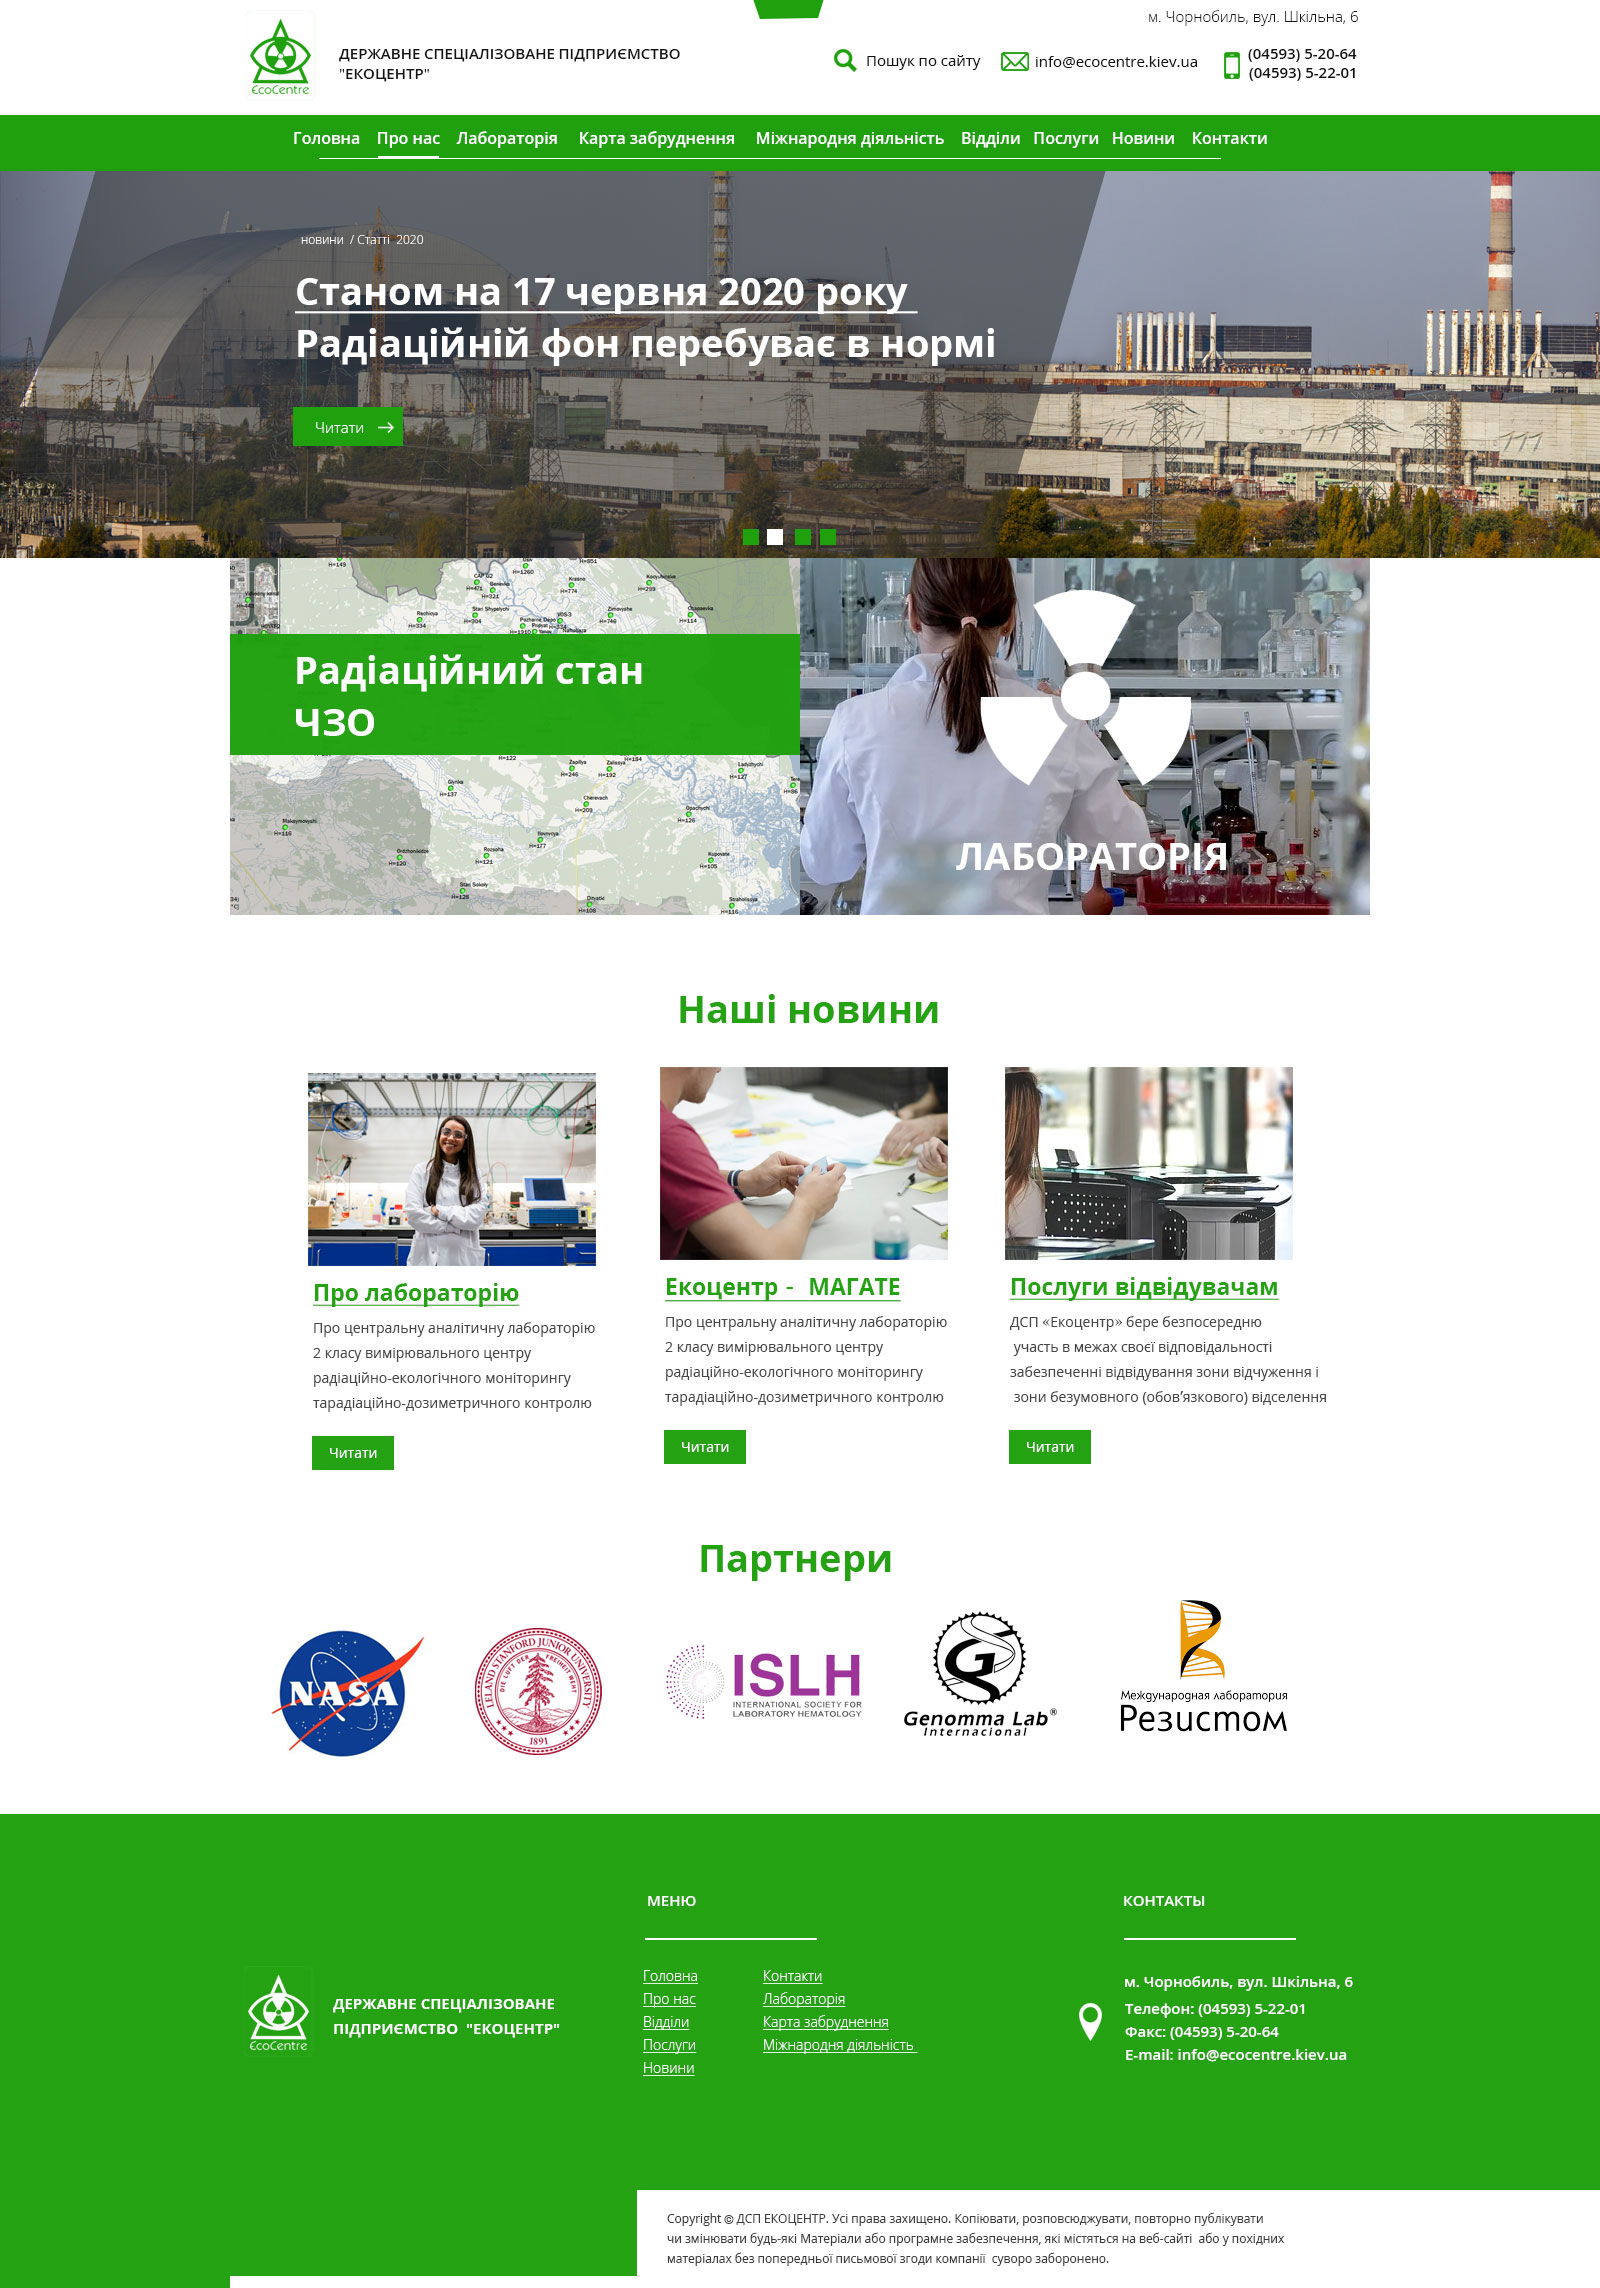 м. Чорнобиль, вул. Шкільна, 6
EcoCentre
ДЕРЖАВНЕ СПЕЦІАЛІЗОВАНЕ ПІДПРИЄМСТВО
"ЕКОЦЕНТР"
Пошук по сайту
info@ecocentre.kiev.ua
(04593) 5-20-64
(04593) 5-22-01
Головна Про нас Лабораторія Карта забруднення Міжнародня діяльність Відділи Послуги Новини Контакти
новини / Статті 2020
Станом на 17 червня 2020 року
Радіаційній фон перебуває в нормі
Читати
Радіаційний стан
ЧЗО
ЛАБОРАТОРІЯ
Наші новини
Про лабораторію
Про центральну аналітичну лабораторію
2 класу вимірювального центру
радіаційно-екологічного моніторингу
тарадіаційно-дозиметричного контролю
Читати
Екоцентр - МАГАТЕ
Про центральну аналітичну лабораторію
2 класу вимірювального центру
радіаційно-екологічного моніторингу
тарадіаційно-дозиметричного контролю
Читати
Послуги відвідувачам
ДСП «Екоцентр» бере безпосередню
участь в межах своєї відповідальності
забезпеченні відвідування зони відчуження і
зони безумовного (обов’язкового) відселення
Читати
Партнери
NASA
LELAND STANFORD JUNIOR UNIVERSITY
DIE LUFT DER FREIHEIT WEHT
1891
ISLH
INTERNATIONAL SOCIETY FOR
LABORATORY HEMATOLOGY
Genomma Lab®
Internacional
Международная лаборатория
Резистом
EcoCentre
ДЕРЖАВНЕ СПЕЦІАЛІЗОВАНЕ
ПІДПРИЄМСТВО "ЕКОЦЕНТР"
МЕНЮ
Головна
Про нас
Відділи
Послуги
Новини
Контакти
Лабораторія
Карта забруднення
Міжнародня діяльність
КОНТАКТЫ
м. Чорнобиль, вул. Шкільна, 6
Телефон: (04593) 5-22-01
Факс: (04593) 5-20-64
E-mail: info@ecocentre.kiev.ua
Copyright © ДСП ЕКОЦЕНТР. Усі права захищено. Копіювати, розповсюджувати, повторно публікувати
чи змінювати будь-які Матеріали або програмне забезпечення, які містяться на веб-сайті або у похідних
матеріалах без попередньої письмової згоди компанії суворо заборонено.